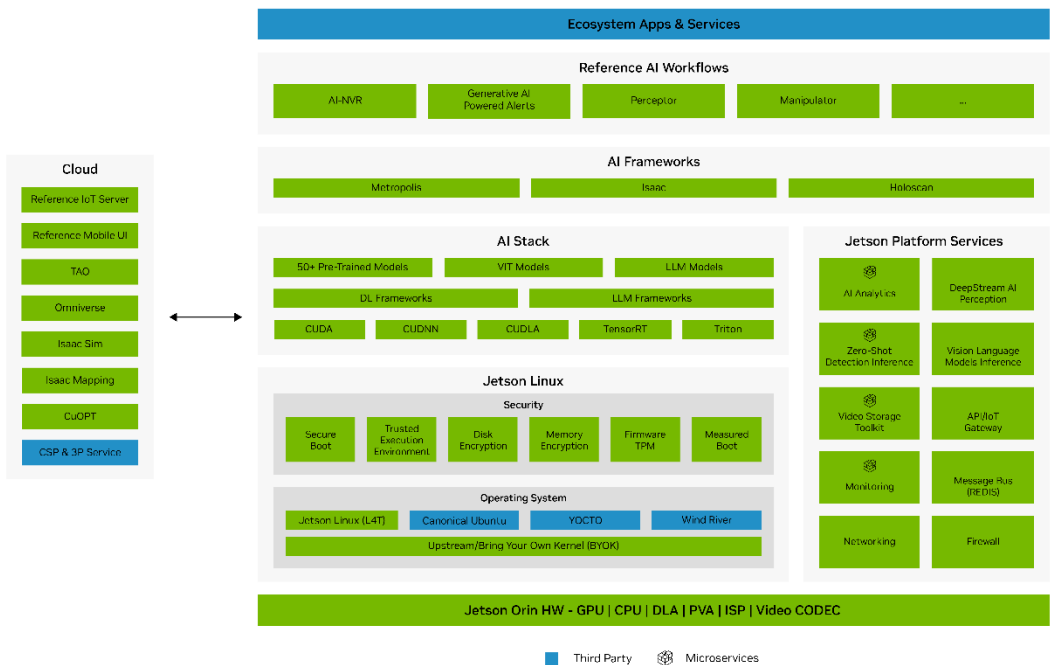 Ecosystem Apps & Services
Reference AI Workflows
AI-NVR
Generative AI
Powered Alerts
Perceptor
Manipulator
...
AI Frameworks
Metropolis
Isaac
Holoscan
Cloud
Reference IoT Server
Reference Mobile UI
TAO
Omniverse
Isaac Sim
Isaac Mapping
CuOPT
CSP & 3P Service
AI Stack
50+ Pre-Trained Models
VIT Models
LLM Models
DL Frameworks
LLM Frameworks
CUDA
CUDNN
CUDLA
TensorRT
Triton
Jetson Linux
Security
Secure
Boot
Trusted
Execution
Environment
Disk
Encryption
Memory
Encryption
Firmware
TPM
Measured
Boot
Operating System
Jetson Linux (L4T)
Canonical Ubuntu
YOCTO
Wind River
Upstream/Bring Your Own Kernel (BYOK)
Jetson Platform Services
AI Analytics
DeepStream AI
Perception
Zero-Shot
Detection Inference
Vision Language
Models Inference
Video Storage
Toolkit
API/IoT
Gateway
Monitoring
Message Bus
(REDIS)
Networking
Firewall
Jetson Orin HW - GPU | CPU | DLA | PVA | ISP | Video CODEC
Third Party
Microservices